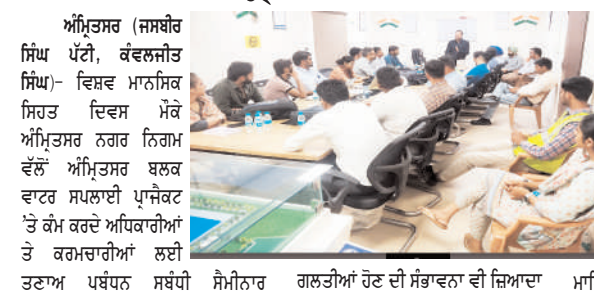 ਅੰਮ੍ਰਿਤਸਰ (ਜਸਬੀਰ
ਸਿੰਘ ਪੱਟੀ, ਕੰਵਲਜੀਤ
ਸਿੰਘ)– ਵਿਸ਼ਵ ਮਾਨਸਿਕ
ਸਿਹਤ ਦਿਵਸ ਮੌਕੇ
ਅੰਮ੍ਰਿਤਸਰ ਨਗਰ ਨਿਗਮ
ਵੱਲੋਂ ਅੰਮ੍ਰਿਤਸਰ ਬਲਕ
ਵਾਟਰ ਸਪਲਾਈ ਪ੍ਰਾਜੈਕਟ
'ਤੇ ਕੰਮ ਕਰਦੇ ਅਧਿਕਾਰੀਆਂ
ਤੇ ਕਰਮਚਾਰੀਆਂ ਲਈ
ਤਣਾਅ ਪ੍ਰਬੰਧਨ ਸਬੰਧੀ ਸੈਮੀਨਾਰ
ਗਲਤੀਆਂ ਹੋਣ ਦੀ ਸੰਭਾਵਨਾ ਵੀ ਜ਼ਿਆਦਾ